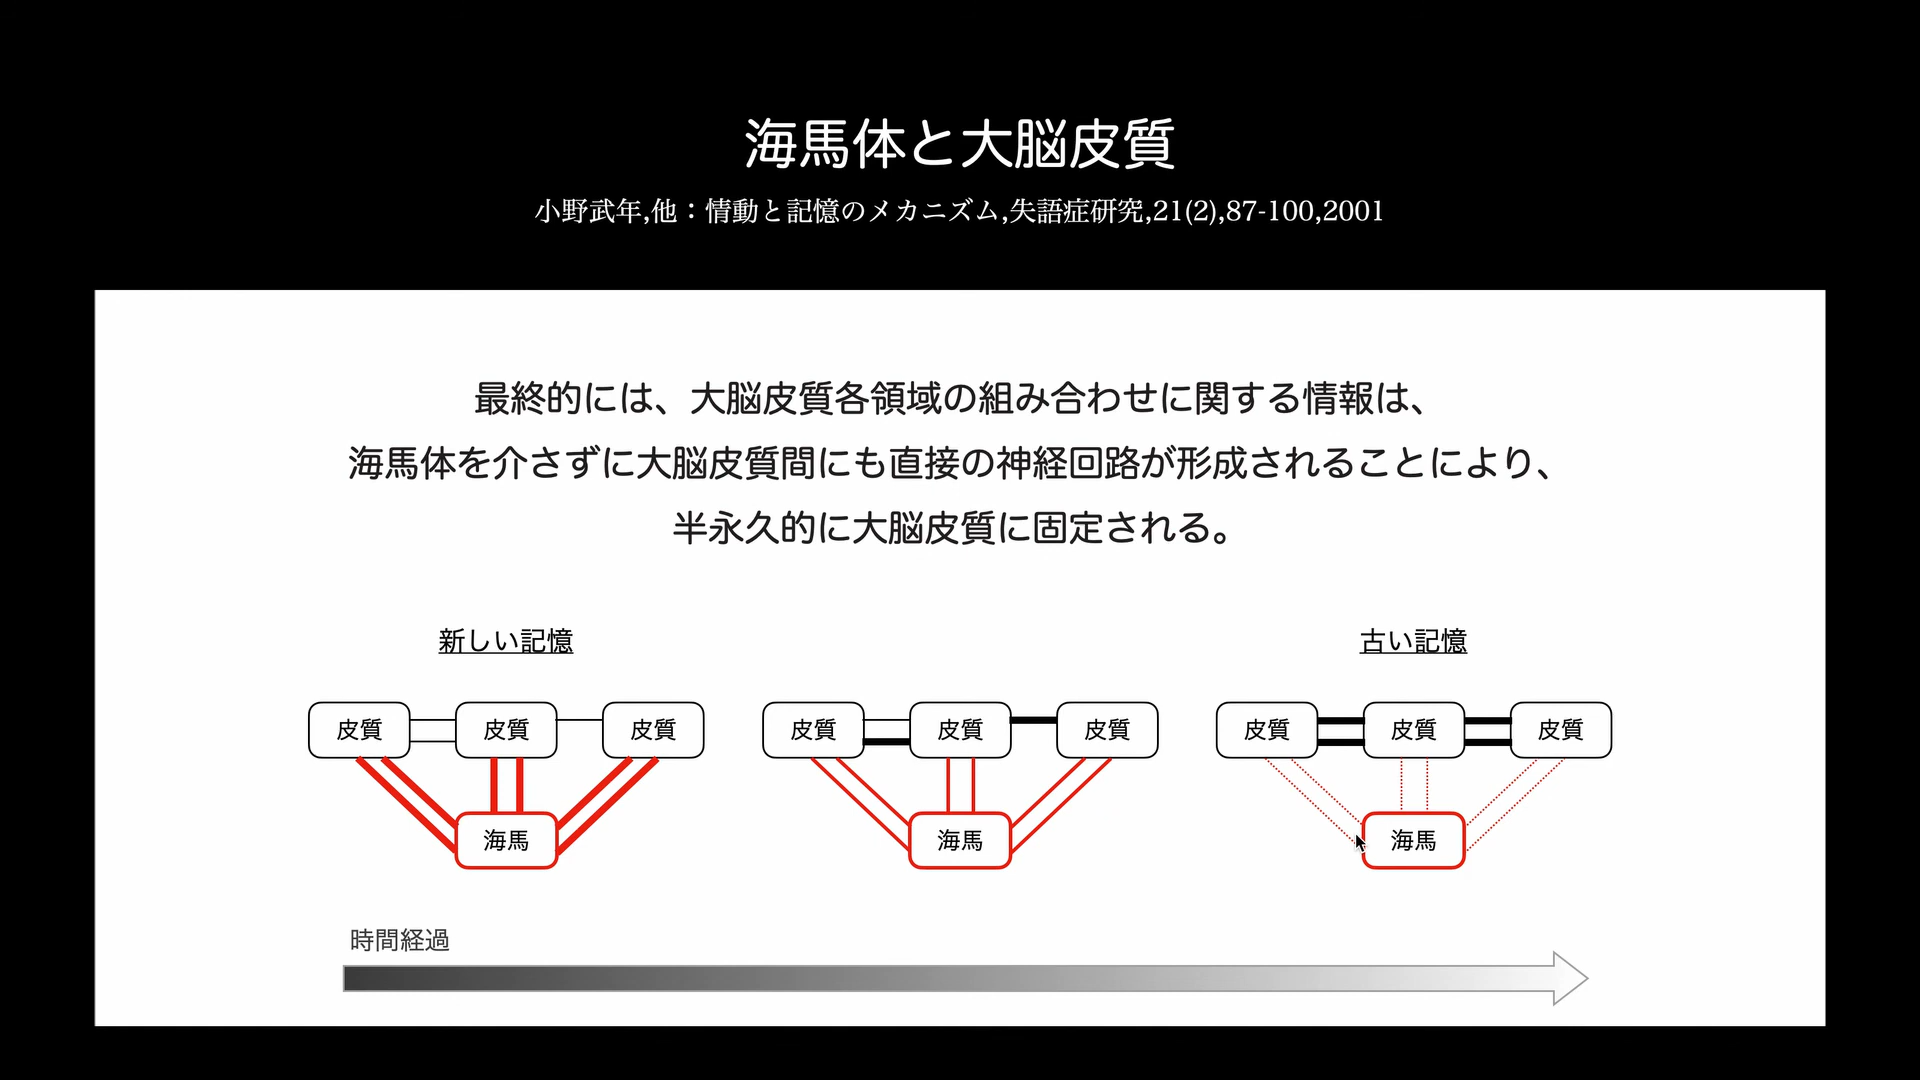 海馬体と大脳皮質
小野武年,他：情動と記憶のメカニズム,失語症研究,21(2),87-100,2001
最終的には、大脳皮質各領域の組み合わせに関する情報は、
海馬体を介さずに大脳皮質間にも直接の神経回路が形成されることにより、
半永久的に大脳皮質に固定される。
新しい記憶
古い記憶
皮質
皮質
皮質
皮質
皮質
皮質
皮質
皮質
皮質
海馬
海馬
海馬
時間経過